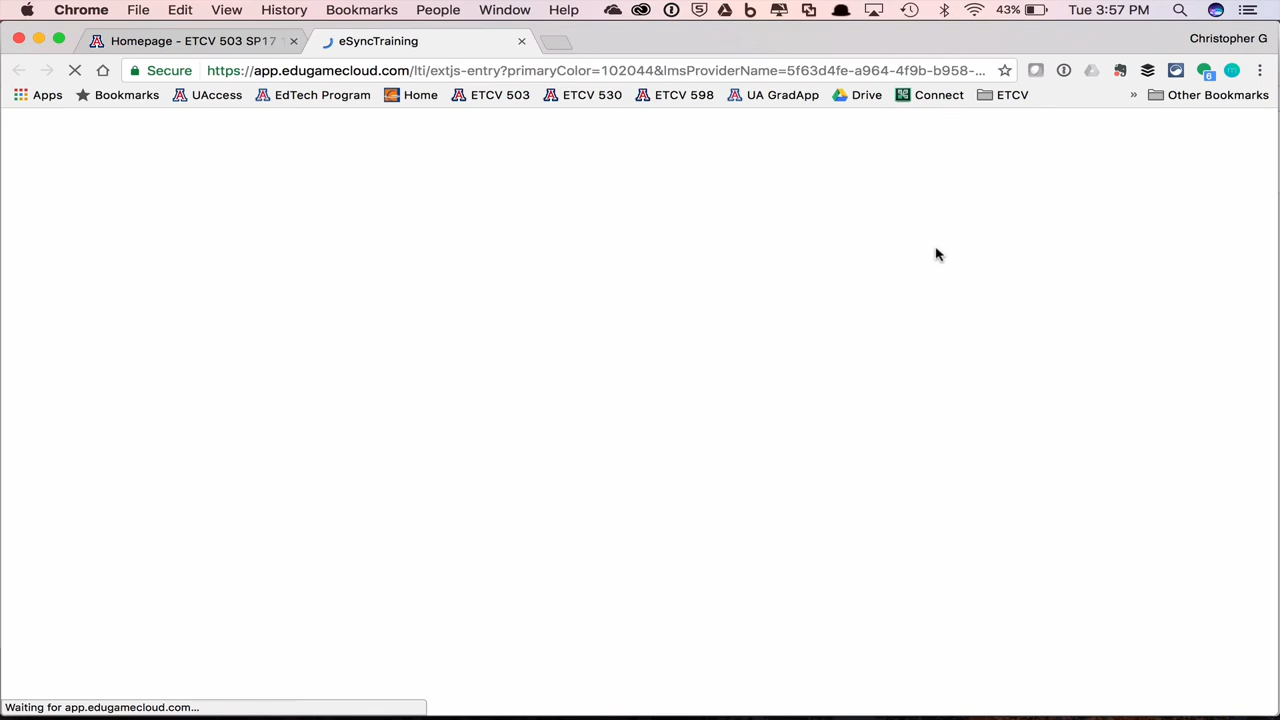 Chrome File Edit View History Bookmarks People Window Help 43% Tue 3:57 PM
Homepage - ETCV 503 SP17 eSyncTraining Christopher G
Secure https://app.edugamecloud.com/lti/extjs-entry?primaryColor=102044&lmsProviderName=5f63d4fe-a964-4f9b-b958-... 6
Apps Bookmarks UAccess EdTech Program Home ETCV 503 ETCV 530 ETCV 598 UA GradApp Drive Connect ETCV » Other Bookmarks
Waiting for app.edugamecloud.com...